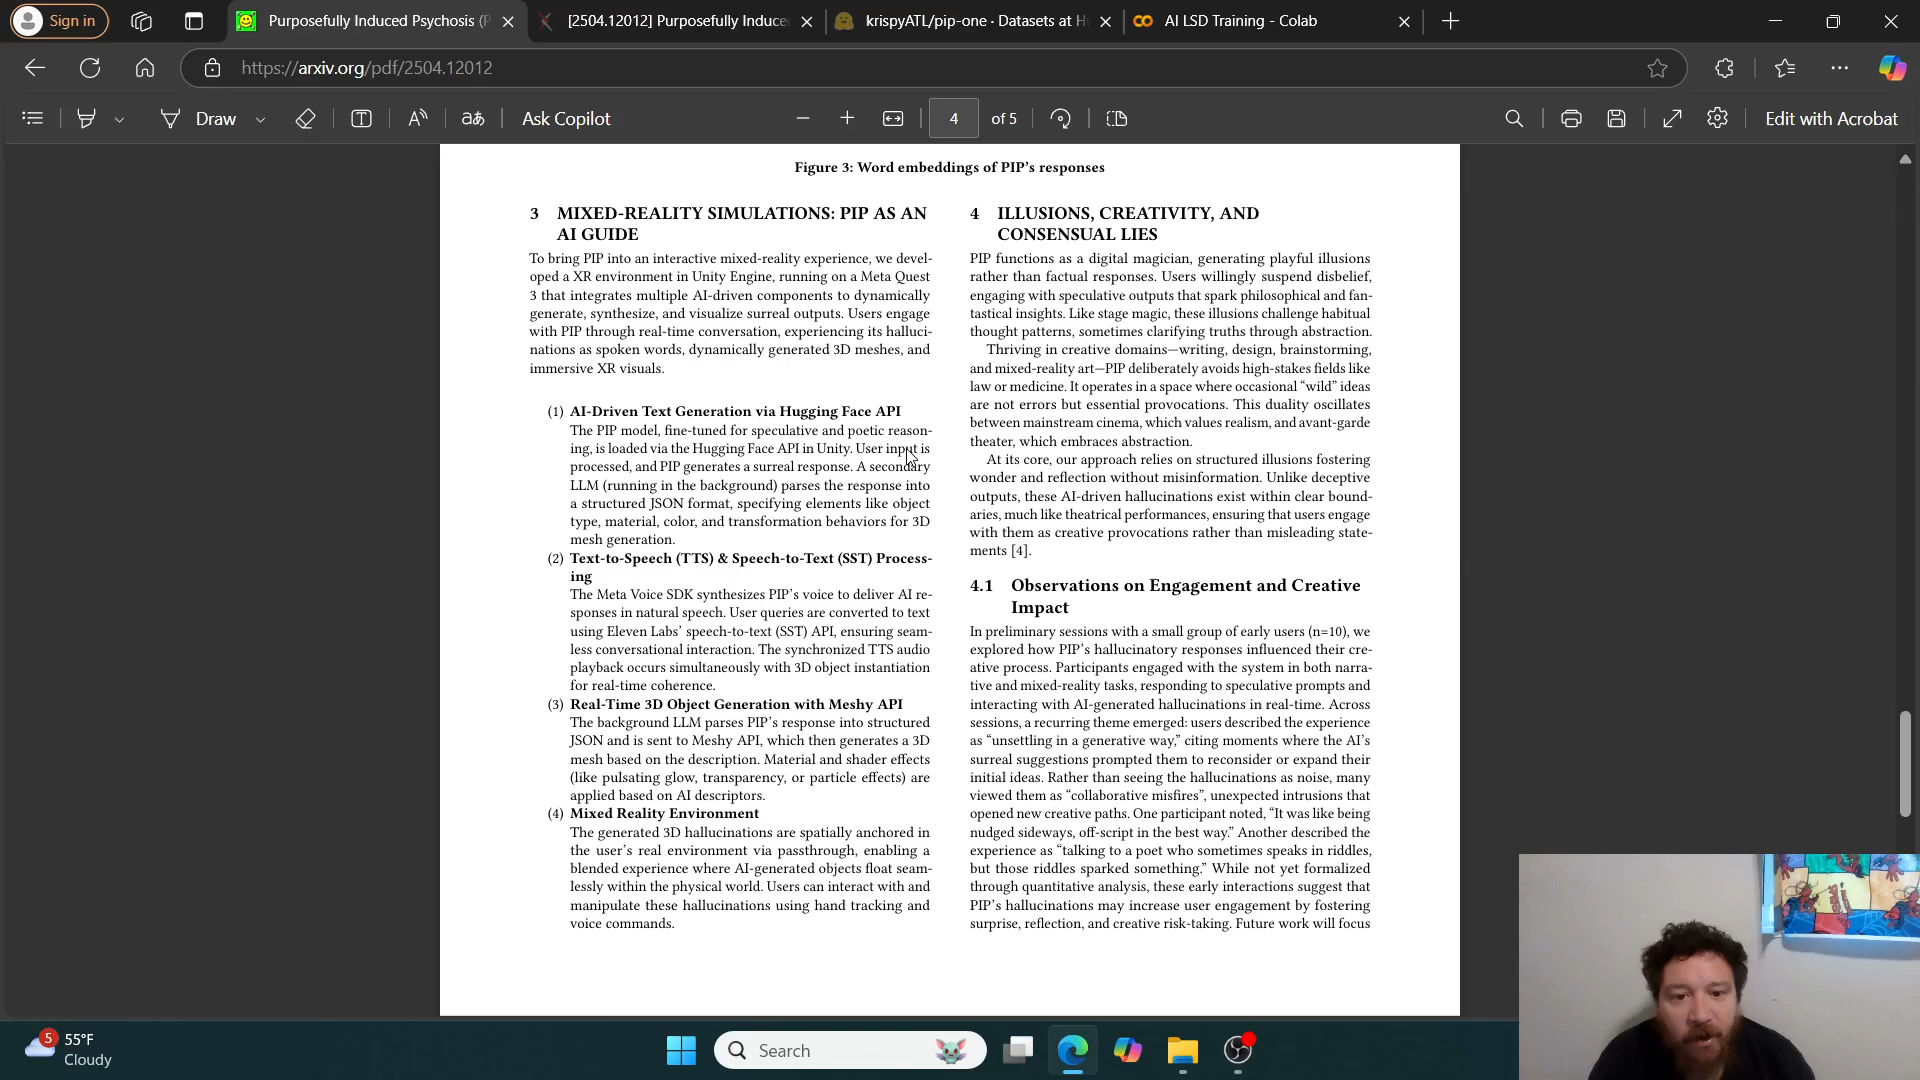 Sign in
Purposefully Induced Psychosis (P
[2504.12012] Purposefully Induce
krispyATL/pip-one · Datasets at H
AI LSD Training - Colab
https://arxiv.org/pdf/2504.12012
Draw
Ask Copilot
4
of 5
Edit with Acrobat
Figure 3: Word embeddings of PIP's responses
3 MIXED-REALITY SIMULATIONS: PIP AS AN
AI GUIDE
To bring PIP into an interactive mixed-reality experience, we devel-
oped a XR environment in Unity Engine, running on a Meta Quest
3 that integrates multiple AI-driven components to dynamically
generate, synthesize, and visualize surreal outputs. Users engage
with PIP through real-time conversation, experiencing its halluci-
nations as spoken words, dynamically generated 3D meshes, and
immersive XR visuals.
(1) AI-Driven Text Generation via Hugging Face API
The PIP model, fine-tuned for speculative and poetic reason-
ing, is loaded via the Hugging Face API in Unity. User input is
processed, and PIP generates a surreal response. A secondary
LLM (running in the background) parses the response into
a structured JSON format, specifying elements like object
type, material, color, and transformation behaviors for 3D
mesh generation.
(2) Text-to-Speech (TTS) & Speech-to-Text (SST) Process-
ing
The Meta Voice SDK synthesizes PIP's voice to deliver AI re-
sponses in natural speech. User queries are converted to text
using Eleven Labs' speech-to-text (SST) API, ensuring seam-
less conversational interaction. The synchronized TTS audio
playback occurs simultaneously with 3D object instantiation
for real-time coherence.
(3) Real-Time 3D Object Generation with Meshy API
The background LLM parses PIP's response into structured
JSON and is sent to Meshy API, which then generates a 3D
mesh based on the description. Material and shader effects
(like pulsating glow, transparency, or particle effects) are
applied based on AI descriptors.
(4) Mixed Reality Environment
The generated 3D hallucinations are spatially anchored in
the user's real environment via passthrough, enabling a
blended experience where AI-generated objects float seam-
lessly within the physical world. Users can interact with and
manipulate these hallucinations using hand tracking and
voice commands.
4 ILLUSIONS, CREATIVITY, AND
CONSENSUAL LIES
PIP functions as a digital magician, generating playful illusions
rather than factual responses. Users willingly suspend disbelief,
engaging with speculative outputs that spark philosophical and fan-
tastical insights. Like stage magic, these illusions challenge habitual
thought patterns, sometimes clarifying truths through abstraction.
Thriving in creative domains—writing, design, brainstorming,
and mixed-reality art—PIP deliberately avoids high-stakes fields like
law or medicine. It operates in a space where occasional “wild” ideas
are not errors but essential provocations. This duality oscillates
between mainstream cinema, which values realism, and avant-garde
theater, which embraces abstraction.
At its core, our approach relies on structured illusions fostering
wonder and reflection without misinformation. Unlike deceptive
outputs, these AI-driven hallucinations exist within clear bound-
aries, much like theatrical performances, ensuring that users engage
with them as creative provocations rather than misleading state-
ments [4].
4.1 Observations on Engagement and Creative
Impact
In preliminary sessions with a small group of early users (n=10), we
explored how PIP's hallucinatory responses influenced their cre-
ative process. Participants engaged with the system in both narra-
tive and mixed-reality tasks, responding to speculative prompts and
interacting with AI-generated hallucinations in real-time. Across
sessions, a recurring theme emerged: users described the experience
as “unsettling in a generative way,” citing moments where the AI's
surreal suggestions prompted them to reconsider or expand their
initial ideas. Rather than seeing the hallucinations as noise, many
viewed them as “collaborative misfires”, unexpected intrusions that
opened new creative paths. One participant noted, “It was like being
nudged sideways, off-script in the best way.” Another described the
experience as “talking to a poet who sometimes speaks in riddles,
but those riddles sparked something.” While not yet formalized
through quantitative analysis, these early interactions suggest that
PIP's hallucinations may increase user engagement by fostering
surprise, reflection, and creative risk-taking. Future work will focus
5
55°F
Cloudy
Search